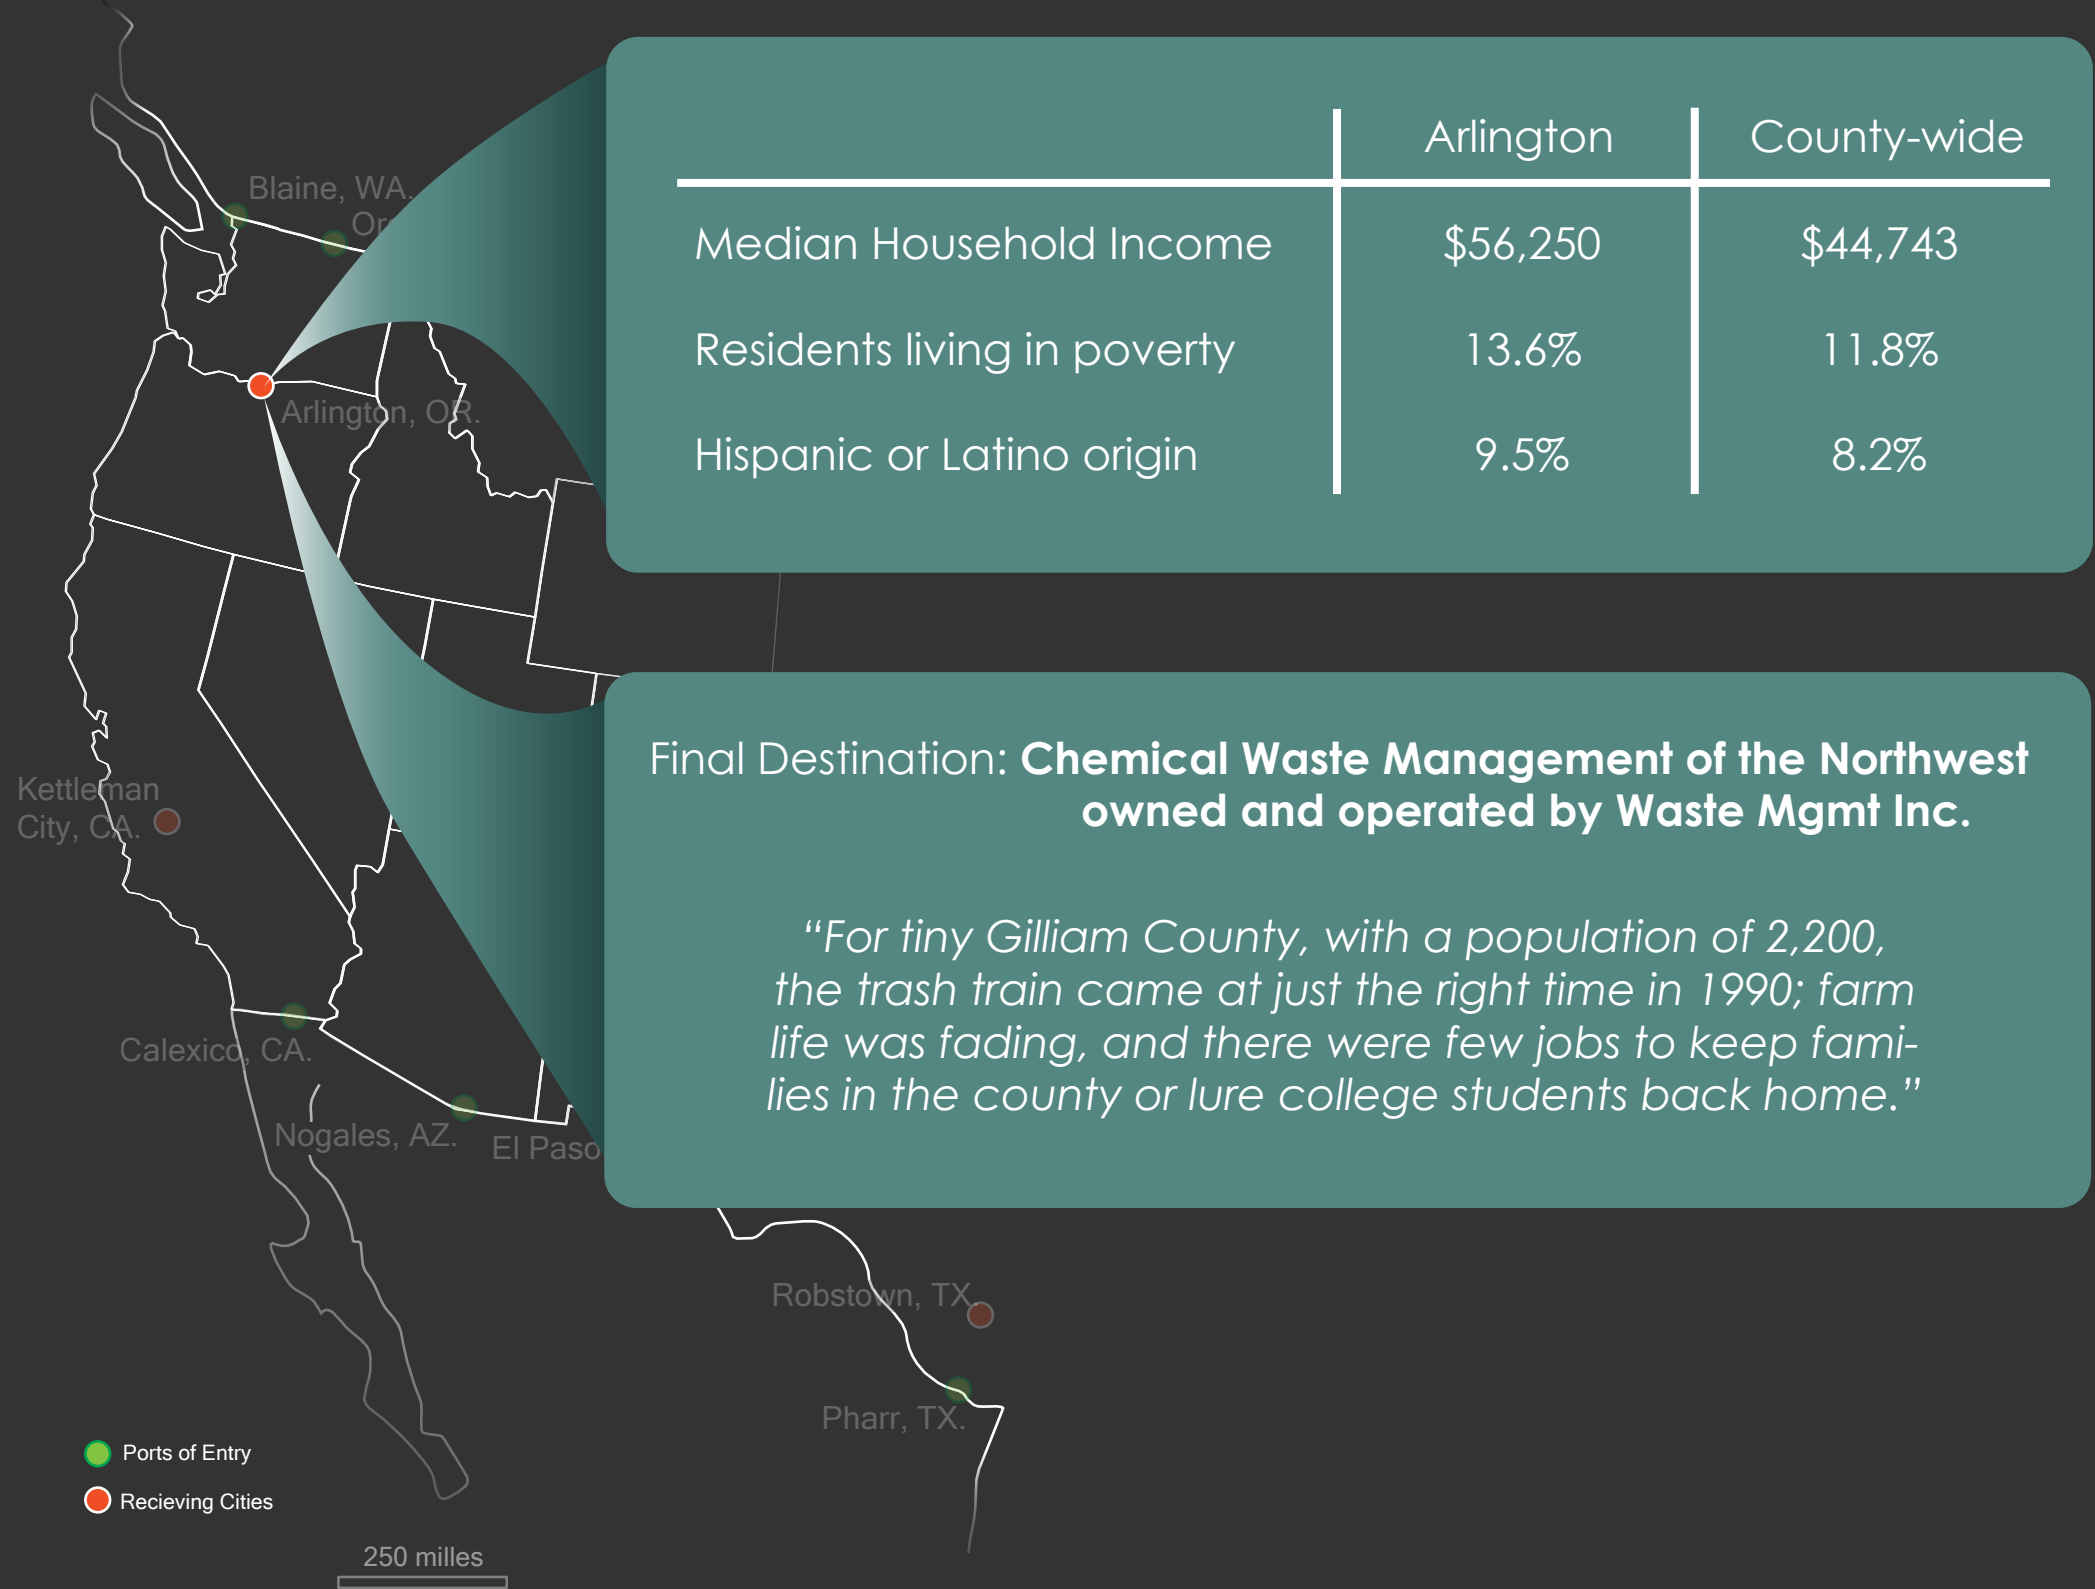 Arlington County-wide
Median Household Income $56,250 $44,743
Residents living in poverty 13.6% 11.8%
Hispanic or Latino origin 9.5% 8.2%
Blaine, WA.
Arlington, OR.
Final Destination: Chemical Waste Management of the Northwest
owned and operated by Waste Mgmt Inc.
“For tiny Gilliam County, with a population of 2,200,
the trash train came at just the right time in 1990; farm
life was fading, and there were few jobs to keep fami-
lies in the county or lure college students back home.”
Kettleman
City, CA.
Calexico, CA.
Nogales, AZ.
El Paso
Robstown, TX.
Pharr, TX.
Ports of Entry
Recieving Cities
250 milles